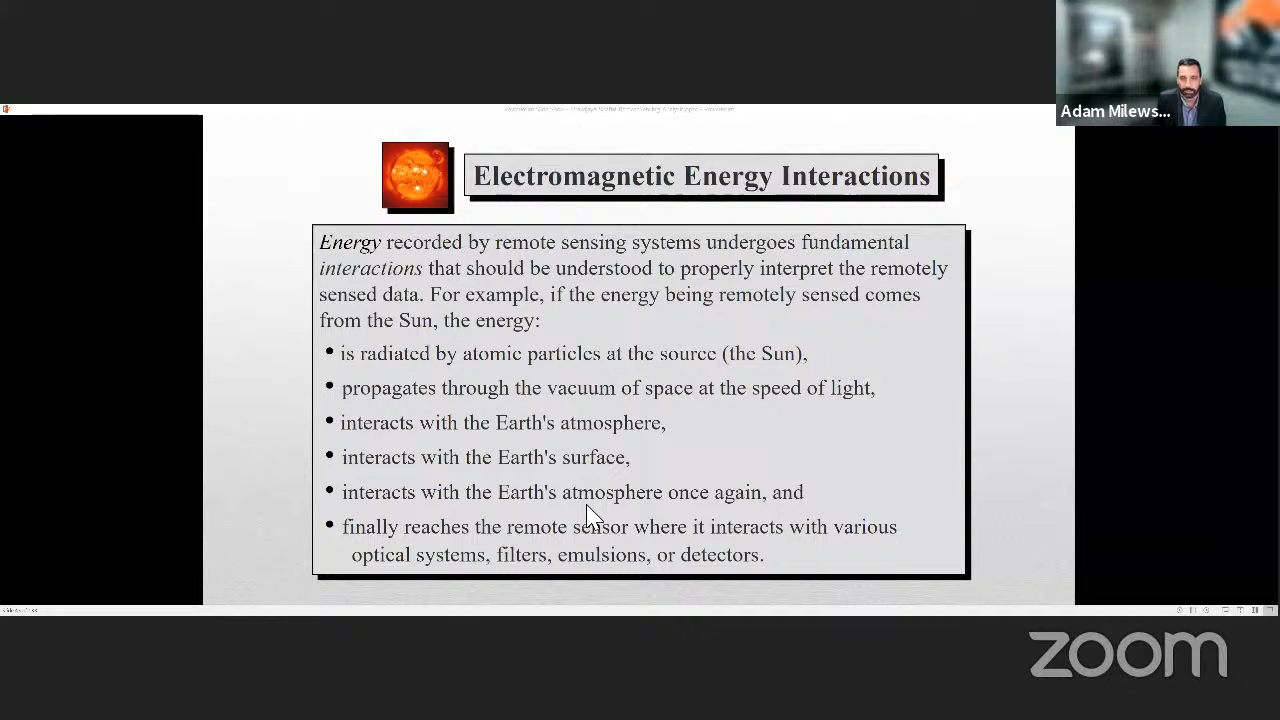 Adam Milews...
Electromagnetic Energy Interactions
Energy recorded by remote sensing systems undergoes fundamental
interactions that should be understood to properly interpret the remotely
sensed data. For example, if the energy being remotely sensed comes
from the Sun, the energy:
• is radiated by atomic particles at the source (the Sun),
• propagates through the vacuum of space at the speed of light,
• interacts with the Earth's atmosphere,
• interacts with the Earth's surface,
• interacts with the Earth's atmosphere once again, and
• finally reaches the remote sensor where it interacts with various
optical systems, filters, emulsions, or detectors.
zoom